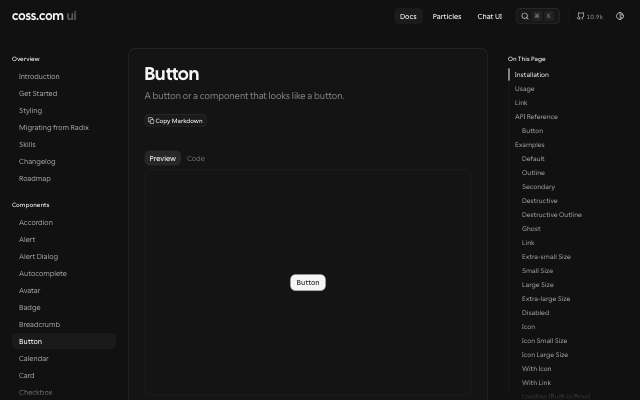 coss.com ui
Docs
Particles
Chat UI
⌘ K
10.9k
Overview
Introduction
Get Started
Styling
Migrating from Radix
Skills
Changelog
Roadmap
Components
Accordion
Alert
Alert Dialog
Autocomplete
Avatar
Badge
Breadcrumb
Button
Calendar
Card
Checkbox
Button
A button or a component that looks like a button.
Copy Markdown
Preview
Code
Button
On This Page
Installation
Usage
Link
API Reference
Button
Examples
Default
Outline
Secondary
Destructive
Destructive Outline
Ghost
Link
Extra-small Size
Small Size
Large Size
Extra-large Size
Disabled
Icon
Icon Small Size
Icon Large Size
With Icon
With Link